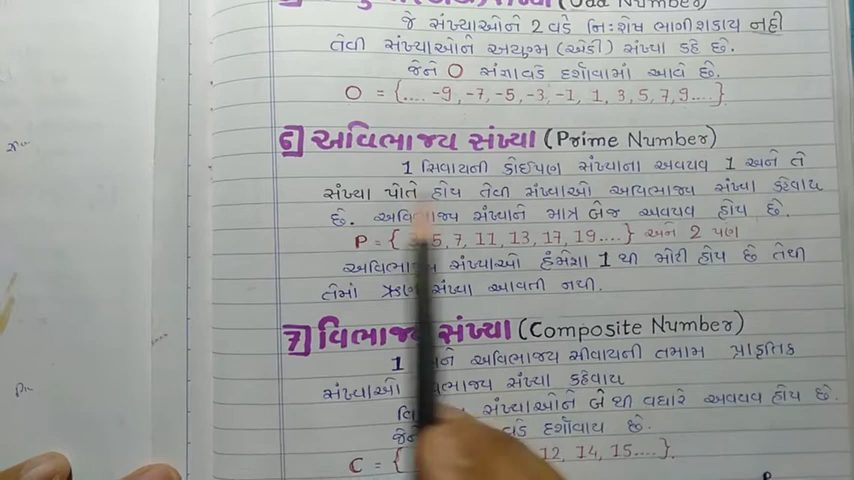 (Odd Number)
જે સંખ્યાઓને 2 વડે નિઃશેષ ભાગી શકાય નહી
તેવી સંખ્યાઓને અયુગ્મ (એકી) સંખ્યા કહે છે.
જેને O સંજ્ઞાવડે દર્શાવામાં આવે છે.
O = {.... -9, -7, -5, -3, -1, 1, 3, 5, 7, 9....}
6] અવિભાજ્ય સંખ્યા (Prime Number)
1 સિવાયની કોઈપણ સંખ્યાના અવયવ 1 અને તે
સંખ્યા પોતે હોય તેવી સંખ્યાઓ અવિભાજ્ય સંખ્યા કહેવાય
છે. અવિભાજ્ય સંખ્યાને માત્ર બેજ અવયવ હોય છે.
P = { 5, 7, 11, 13, 17, 19....} અને 2 પણ
સંખ્યાઓ હંમેશા 1 થી મોટી હોય છે તેથી
તેમાં સંખ્યા આવતી નથી.
7] વિભાજ્ય સંખ્યા (Composite Number)
1 અવિભાજ્ય સીવાયની તમામ પ્રાકૃતિક
સંખ્યાઓ સંખ્યા કહેવાય
સંખ્યાઓને બે થી વધારે અવયવ હોય છે.
જેને વડે દર્શાવાય છે.
C = { 12, 14, 15....}.